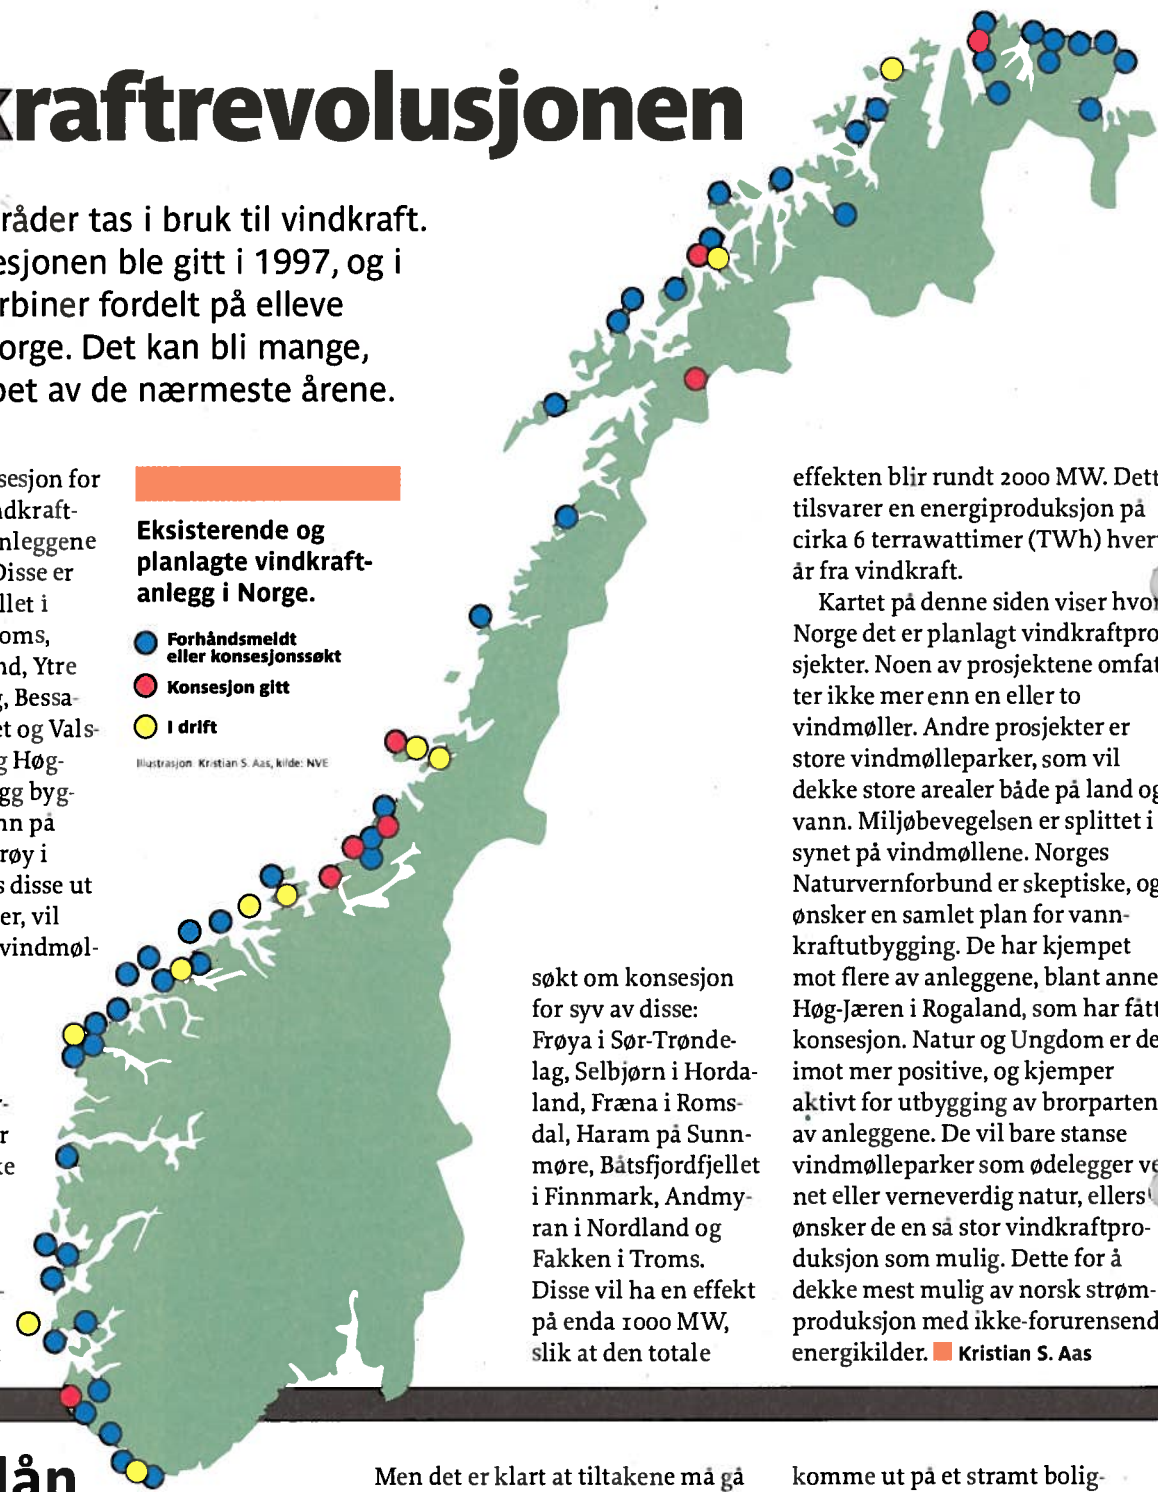 kraftrevolusjonen
råder tas i bruk til vindkraft.
esjonen ble gitt i 1997, og i
rbiner fordelt på elleve
orge. Det kan bli mange,
pet av de nærmeste årene.
sesjon for
ndkraft-
nleggene
Disse er
llet i
oms,
nd, Ytre
g, Bessa-
et og Vals-
g Høg-
gg byg-
nn på
røy i
s disse ut
er, vil
vindmøl-
r
ke
Eksisterende og
planlagte vindkraft-
anlegg i Norge.
Forhåndsmeldt
eller konsesjonssøkt
Konsesjon gitt
I drift
Illustrasjon Kristian S. Aas, kilde: NVE
søkt om konsesjon
for syv av disse:
Frøya i Sør-Trønde-
lag, Selbjørn i Horda-
land, Fræna i Roms-
dal, Haram på Sunn-
møre, Båtsfjordfjellet
i Finnmark, Andmy-
ran i Nordland og
Fakken i Troms.
Disse vil ha en effekt
på enda 1000 MW,
slik at den totale
effekten blir rundt 2000 MW. Dett
tilsvarer en energiproduksjon på
cirka 6 terrawattimer (TWh) hver
år fra vindkraft.
Kartet på denne siden viser hvor
Norge det er planlagt vindkraftpro
sjekter. Noen av prosjektene omfat
ter ikke mer enn en eller to
vindmøller. Andre prosjekter er
store vindmølleparker, som vil
dekke store arealer både på land og
vann. Miljøbevegelsen er splittet i
synet på vindmøllene. Norges
Naturvernforbund er skeptiske, og
ønsker en samlet plan for vann-
kraftutbygging. De har kjempet
mot flere av anleggene, blant anne
Høg-Jæren i Rogaland, som har fått
konsesjon. Natur og Ungdom er de
imot mer positive, og kjemper
aktivt for utbygging av brorparten
av anleggene. De vil bare stanse
vindmølleparker som ødelegger ve
net eller verneverdig natur, ellers
ønsker de en så stor vindkraftpro-
duksjon som mulig. Dette for å
dekke mest mulig av norsk strøm-
produksjon med ikke-forurensend
energikilder. Kristian S. Aas
lån
Men det er klart at tiltakene må gå
komme ut på et stramt bolig-